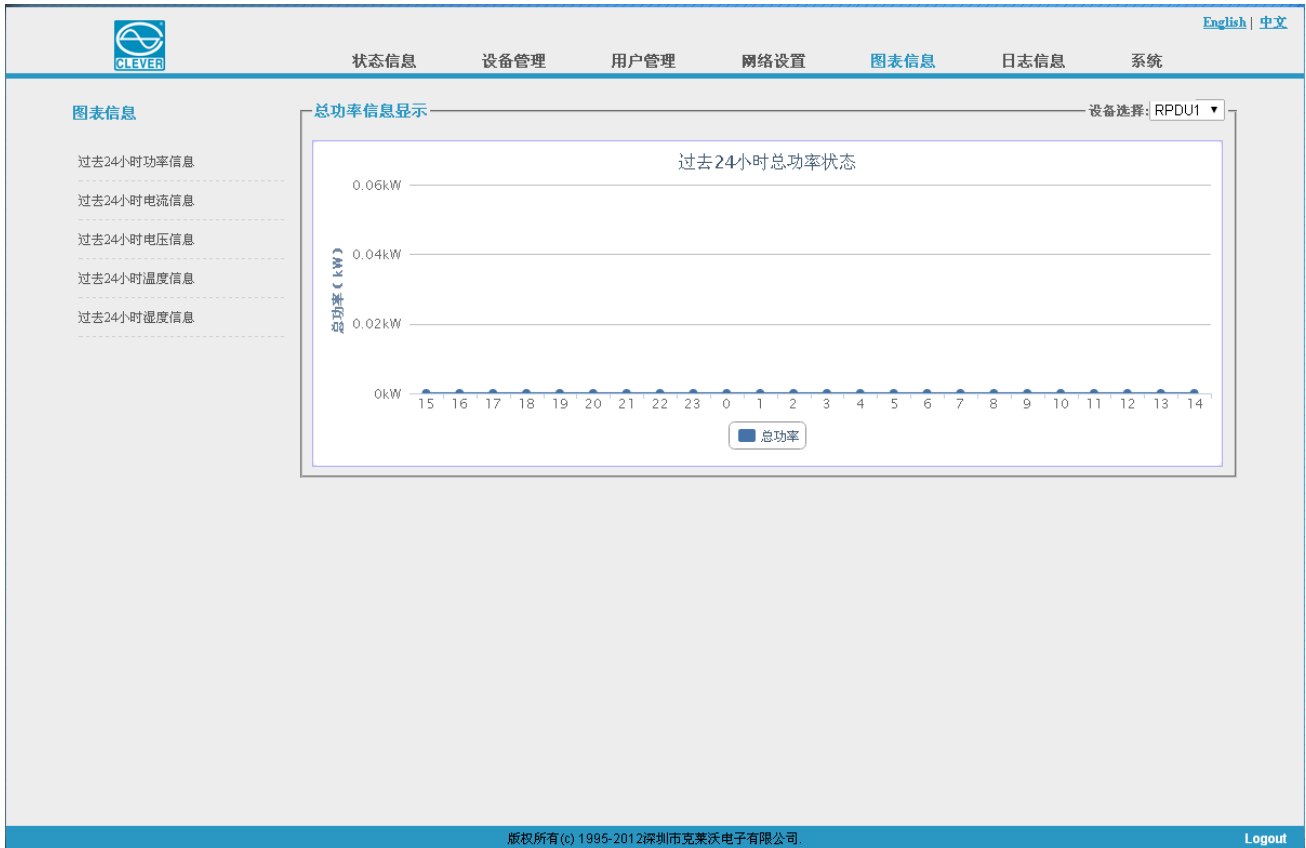 English | 中文
CLEVER
状态信息 设备管理 用户管理 网络设置 图表信息 日志信息 系统
图表信息
过去24小时功率信息
过去24小时电流信息
过去24小时电压信息
过去24小时温度信息
过去24小时湿度信息
总功率信息显示
设备选择: RPDU1
过去24小时总功率状态
总功率(kW)
0.06kW
0.04kW
0.02kW
0kW
15 16 17 18 19 20 21 22 23 0 1 2 3 4 5 6 7 8 9 10 11 12 13 14
总功率
版权所有(c) 1995-2012深圳市克莱沃电子有限公司.
Logout